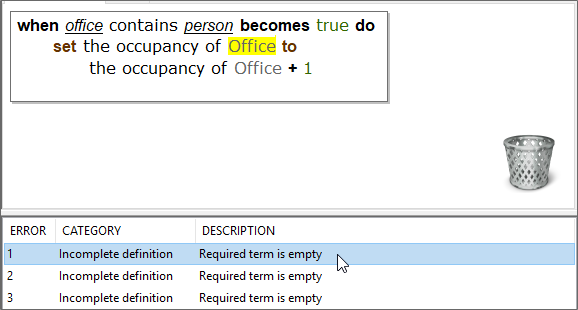 when office contains person becomes true do
set the occupancy of Office to
the occupancy of Office + 1
ERROR CATEGORY DESCRIPTION
1 Incomplete definition Required term is empty
2 Incomplete definition Required term is empty
3 Incomplete definition Required term is empty